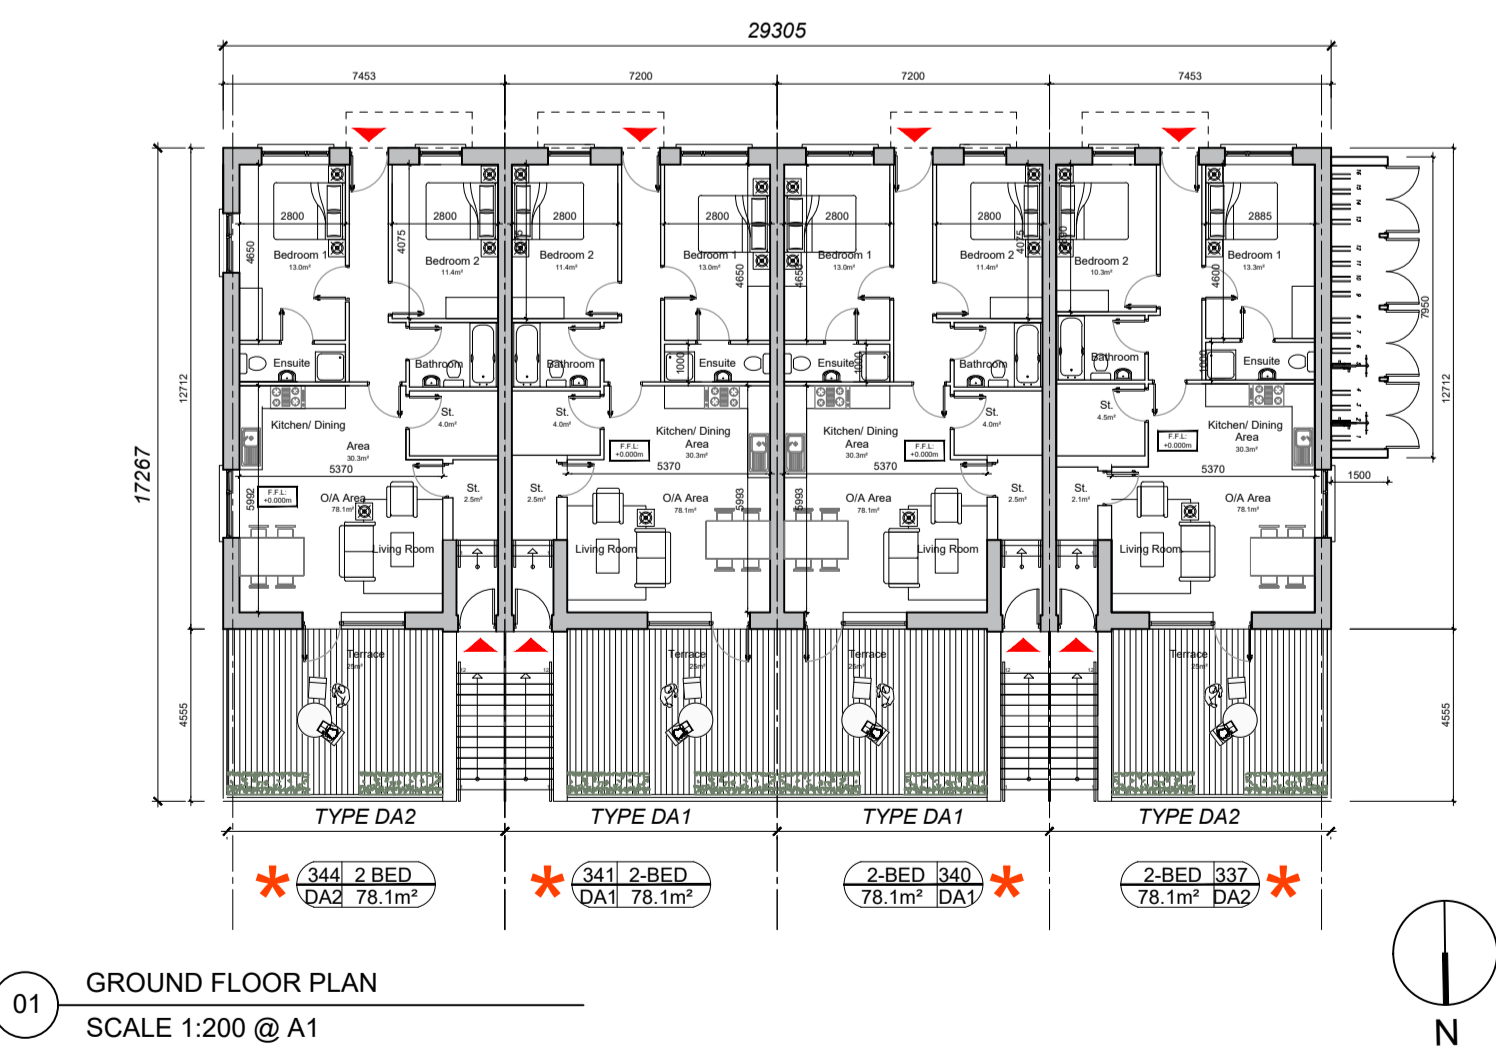 29305
7453 7200 7200 7453
17267
12712
4555
12712
4555
7950
1500
2800 2800 2800 2800 2800 2800 2885
4650 4075 4650 4650 4075 4600
Bedroom 1
13.0m²
Bedroom 2
11.4m²
Bedroom 2
11.4m²
Bedroom 1
13.0m²
Bedroom 1
13.0m²
Bedroom 2
11.4m²
Bedroom 2
10.3m²
Bedroom 1
13.3m²
Ensuite Bathroom Bathroom 1000 Ensuite Ensuite Bathroom Bathroom Ensuite
St.
4.0m²
St.
4.0m²
St.
4.0m²
St.
4.5m²
Kitchen/ Dining
Area
30.3m²
Kitchen/ Dining
Area
30.3m²
Kitchen/ Dining
Area
30.3m²
Kitchen/ Dining
Area
30.3m²
F.F.L:
+0.000m
F.F.L:
+0.000m
F.F.L:
+0.000m
F.F.L:
+0.000m
5370 5370 5370 5370
5992 5993 5993
St.
2.5m²
St.
2.5m²
St.
2.5m²
St.
2.1m²
O/A Area
78.1m²
O/A Area
78.1m²
O/A Area
78.1m²
O/A Area
78.1m²
Living Room Living Room Living Room Living Room
Terrace
25m²
Terrace
25m²
Terrace
25m²
Terrace
25m²
12 12 12 12
TYPE DA2 TYPE DA1 TYPE DA1 TYPE DA2
344 2 BED
DA2 78.1m²
341 2-BED
DA1 78.1m²
2-BED 340
78.1m² DA1
2-BED 337
78.1m² DA2
N
01
GROUND FLOOR PLAN
SCALE 1:200 @ A1